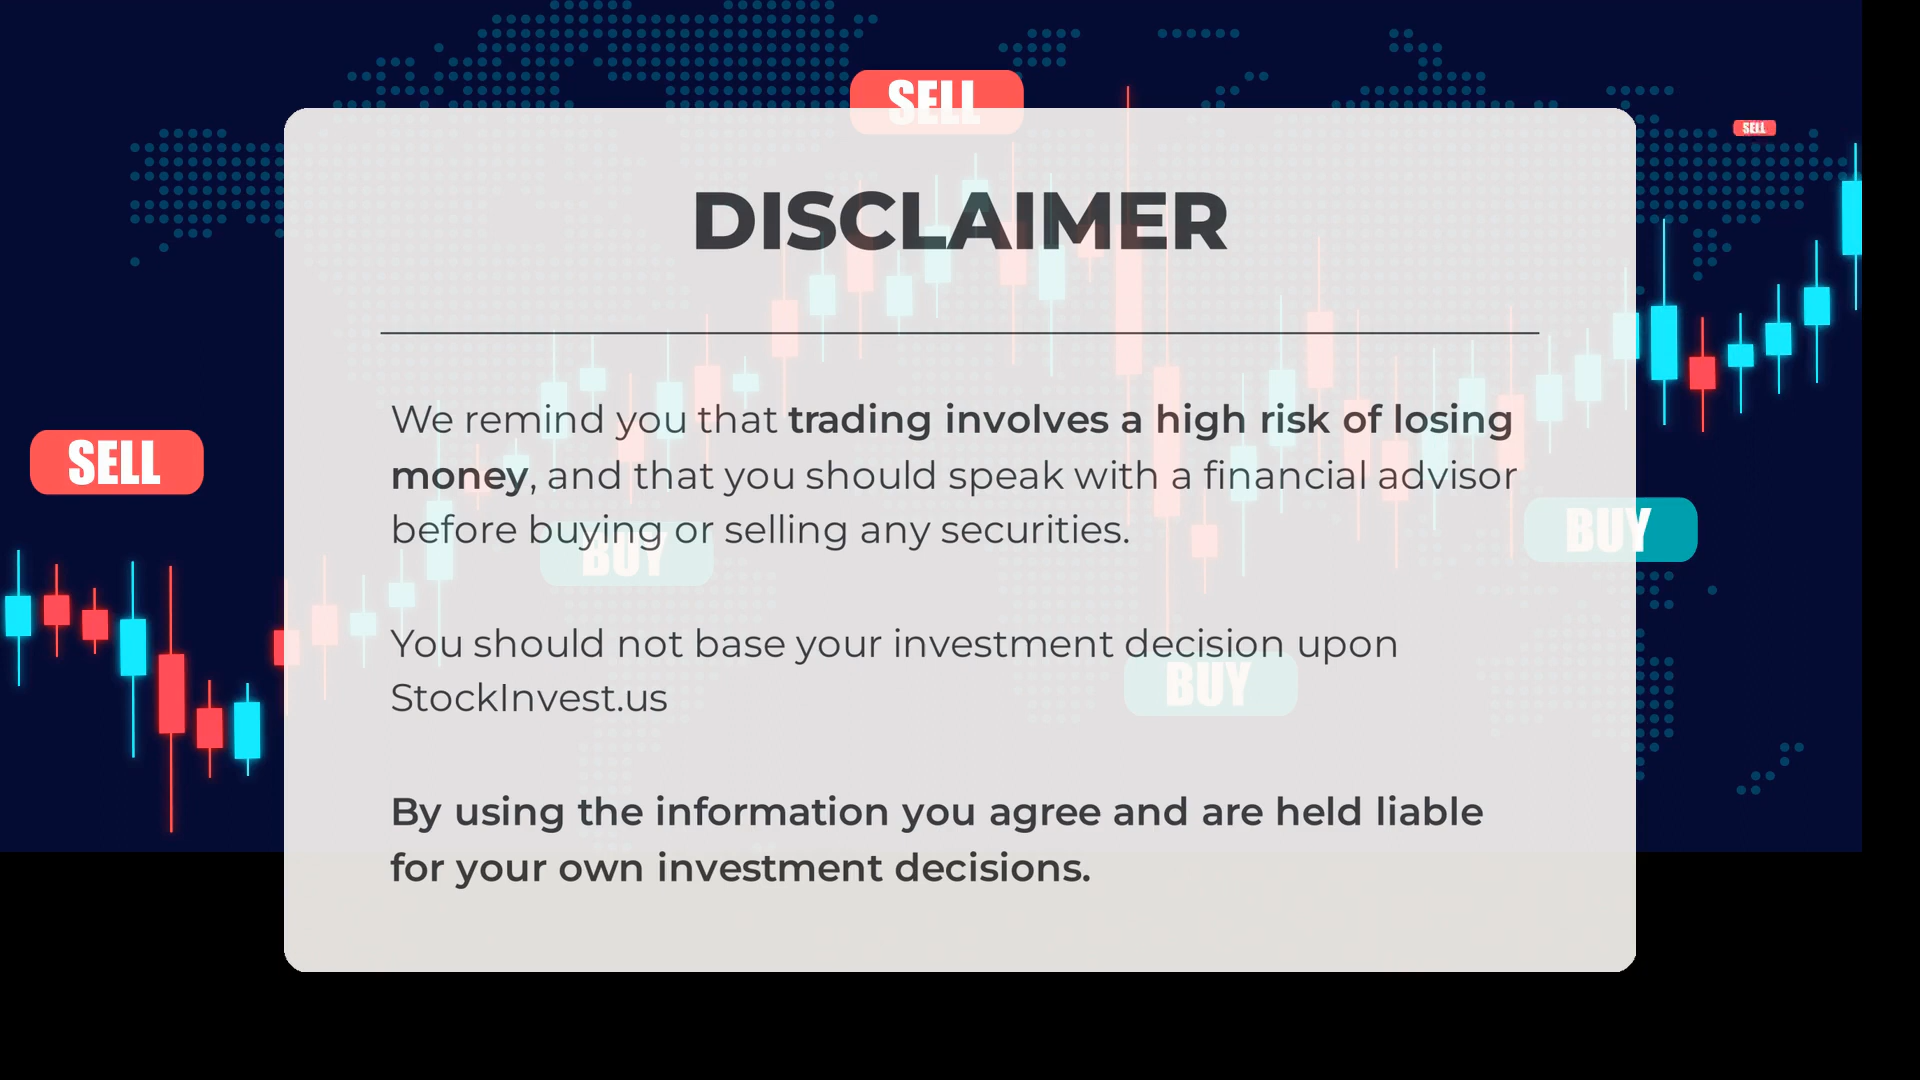 SELL
SELL
DISCLAIMER
We remind you that trading involves a high risk of losing
money, and that you should speak with a financial advisor
before buying or selling any securities.
SELL
BUY
BUY
You should not base your investment decision upon
StockInvest.us
BUY
By using the information you agree and are held liable
for your own investment decisions.